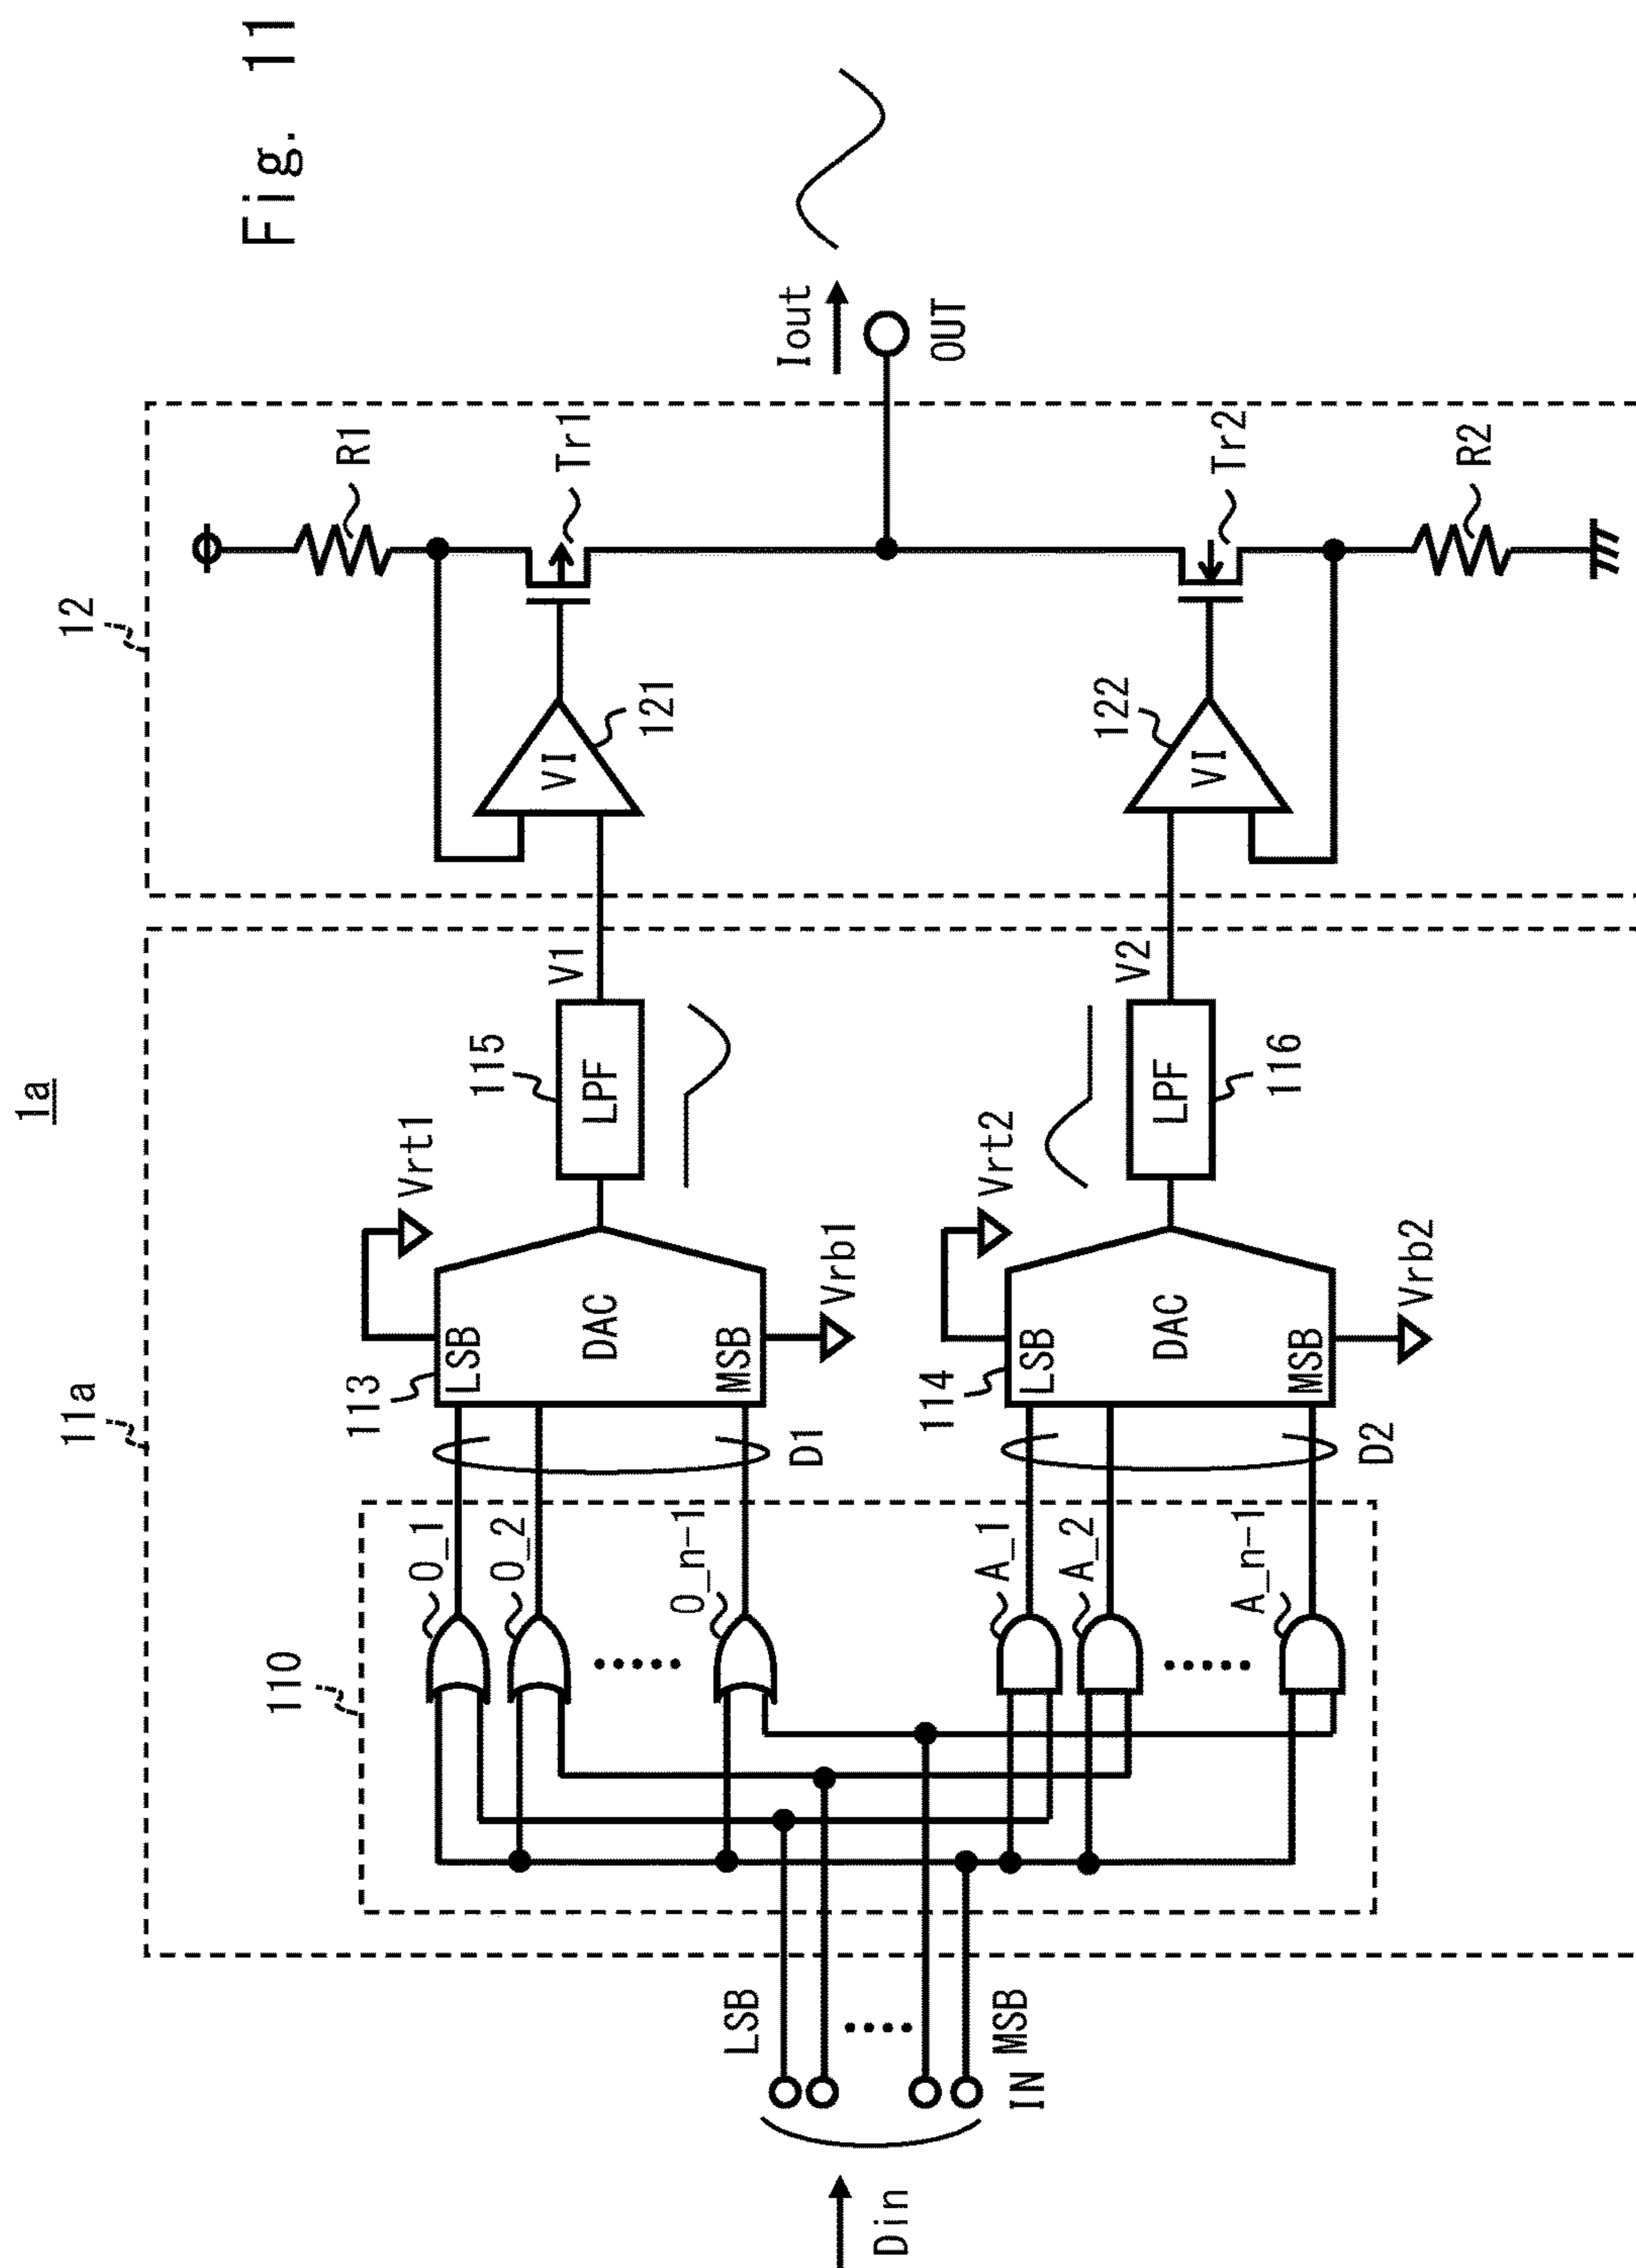 Fig. 11
1a
11a
12
110
Din
IN
LSB
MSB
O_1
O_2
O_n-1
A_1
A_2
A_n-1
D1
D2
113
LSB
DAC
MSB
Vrt1
Vrb1
114
LSB
DAC
MSB
Vrt2
Vrb2
115
LPF
V1
116
LPF
V2
VI
121
VI
122
R1
Tr1
Tr2
R2
Iout
OUT